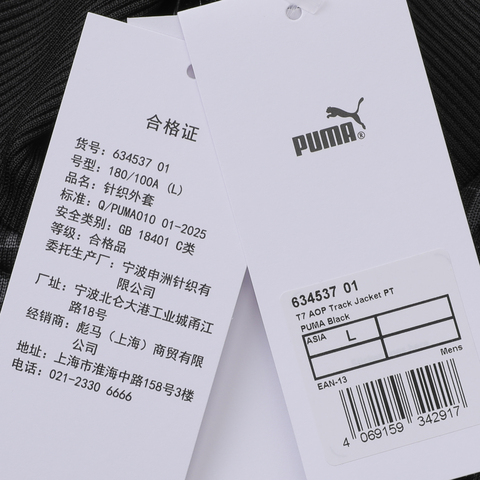 合格证
货号：634537 01
号型：180/100A (L)
品名：针织外套
标准：Q/PUMA010 01-2025
安全类别：GB 18401 C类
等级：合格品
委托生产厂：宁波申洲针织有
限公司
厂址：宁波北仑大港工业城甬江
路18号
经销商：彪马（上海）商贸有限
公司
地址：上海市淮海中路158号3楼
电话：021-2330 6666
PUMA®
634537 01
T7 AOP Track Jacket PT
PUMA Black
ASIA L
Mens
EAN-13
4 069159 342917